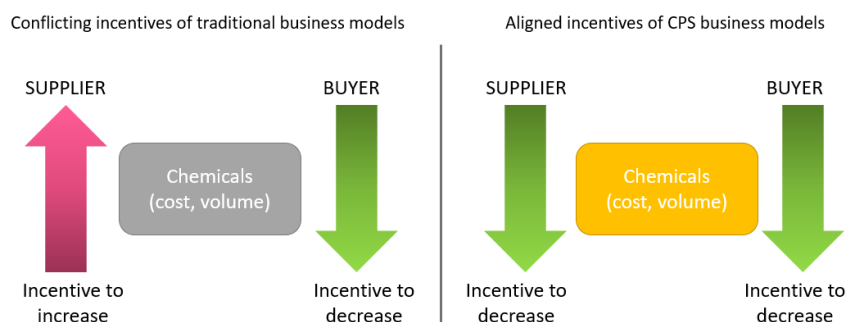 Conflicting incentives of traditional business models
SUPPLIER
BUYER
Chemicals
(cost, volume)
Incentive to
increase
Incentive to
decrease
Aligned incentives of CPS business models
SUPPLIER
BUYER
Chemicals
(cost, volume)
Incentive to
decrease
Incentive to
decrease